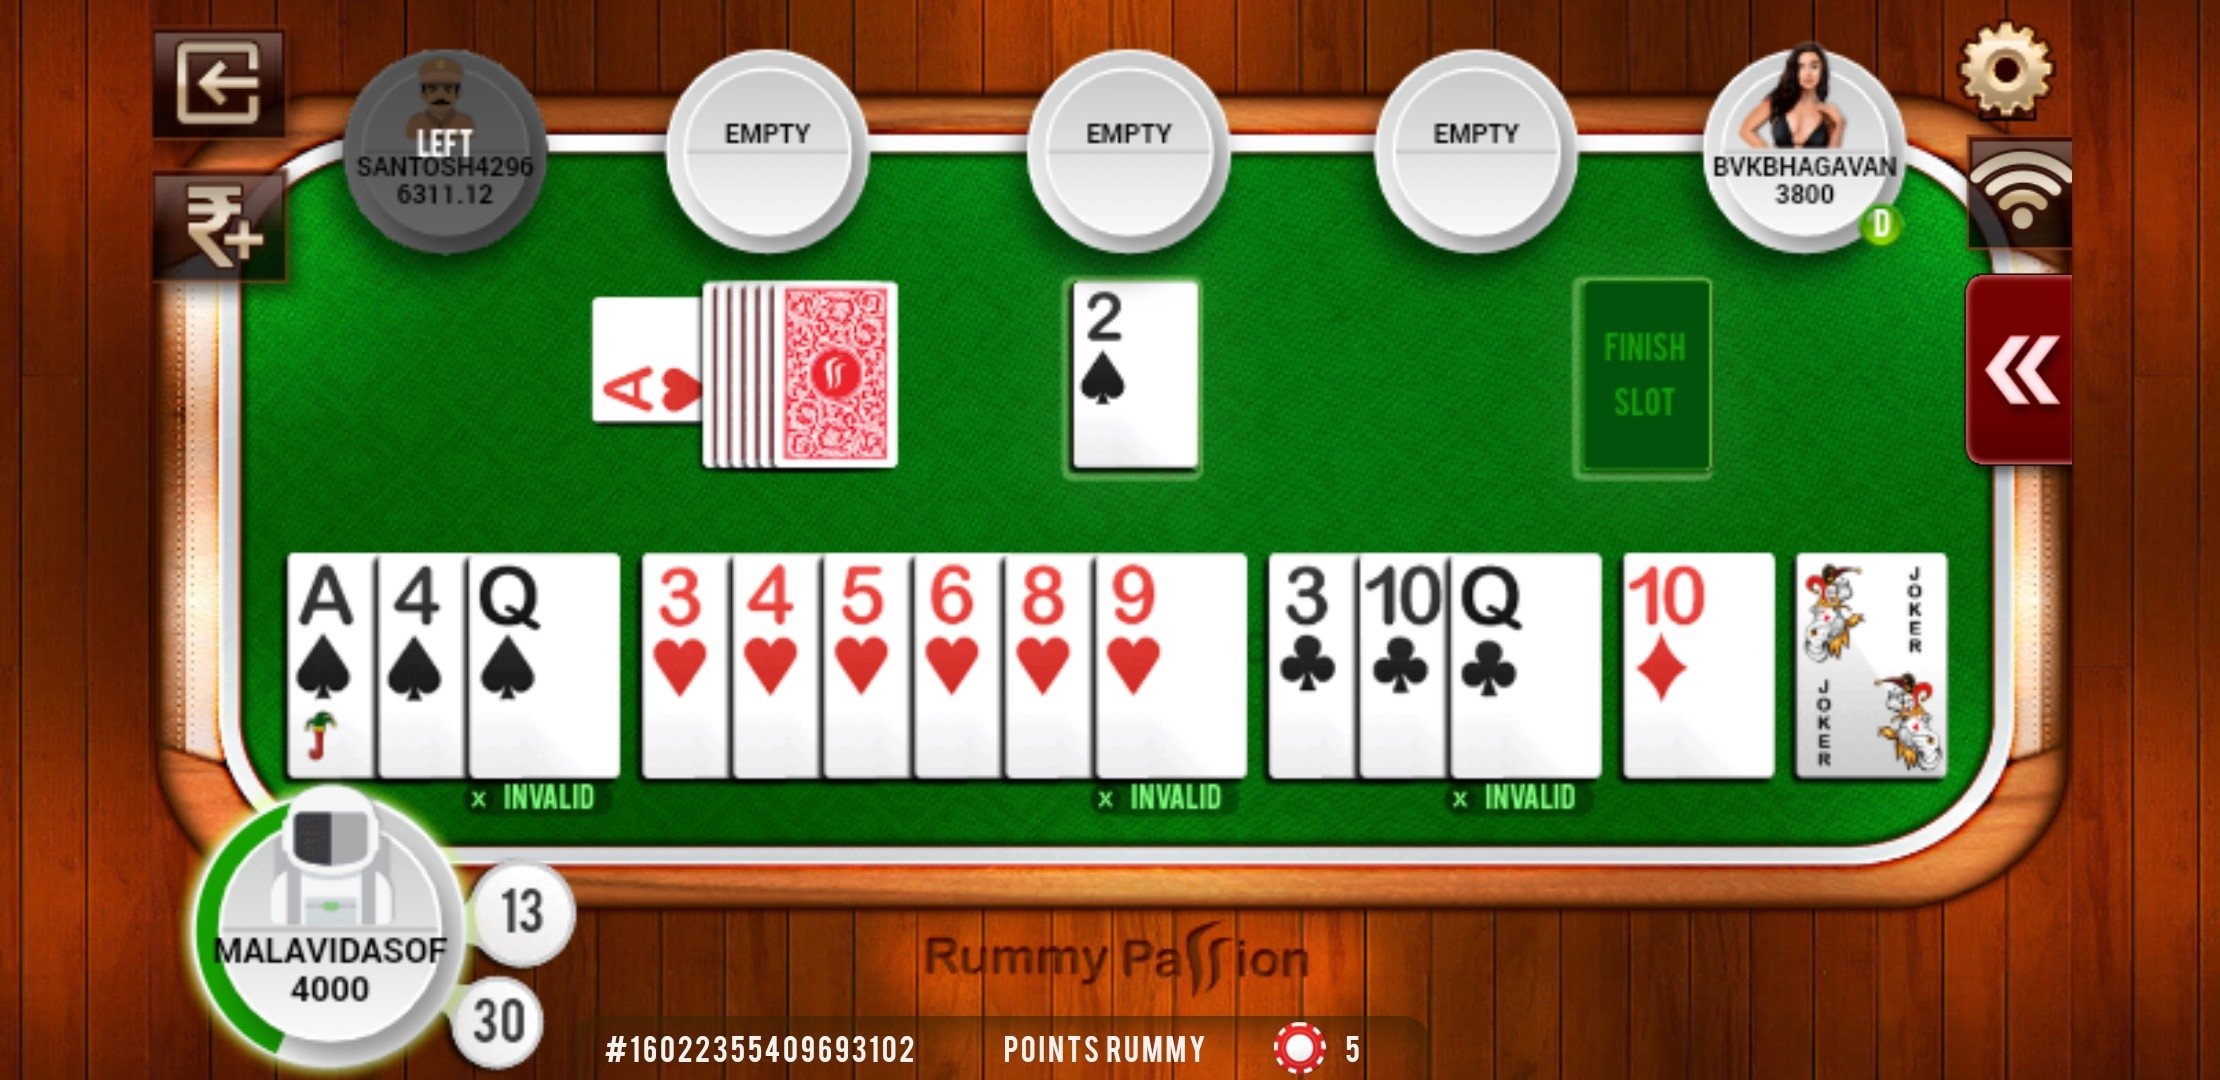 LEFT
SANTOSH4296
6311.12
EMPTY
EMPTY
EMPTY
BVKBHAGAVAN
3800
D
₹+
A
2
FINISH
SLOT
A 4 Q
J
3 4 5 6 8 9
3 10 Q
10
JOKER
JOKER
x INVALID
x INVALID
x INVALID
MALAVIDASOF
4000
13
30
Rummy Passion
#16022355409693102
POINTS RUMMY
5